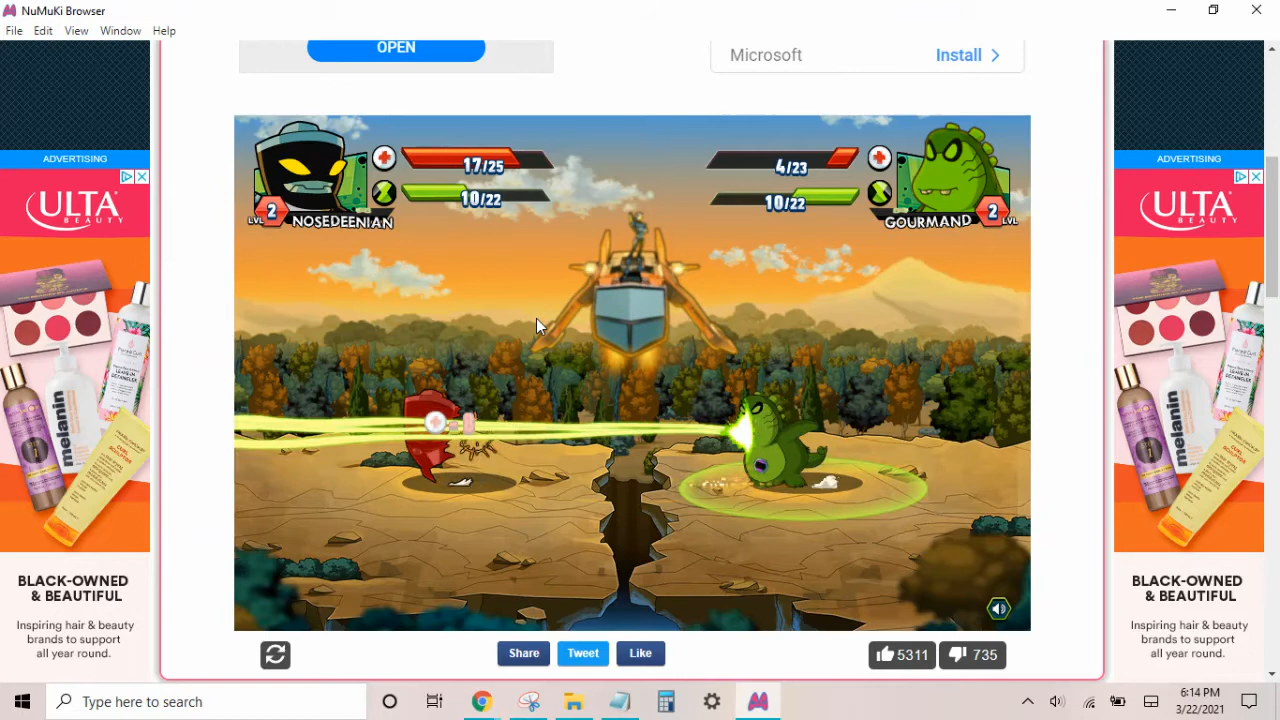 NuMuKi Browser
File Edit View Window Help
OPEN
Microsoft
Install
ADVERTISING
ULTA
BEAUTY
melanin
BLACK-OWNED
& BEAUTIFUL
Inspiring hair & beauty
brands to support
all year round.
17/25
10/22
LVL 2 NOSEDEENIAN
4/23
10/22
GOURMAND 2 LVL
Share
Tweet
Like
5311
735
ADVERTISING
ULTA
BEAUTY
melanin
BLACK-OWNED
& BEAUTIFUL
Inspiring hair & beauty
brands to support
all year round.
Type here to search
6:14 PM
3/22/2021